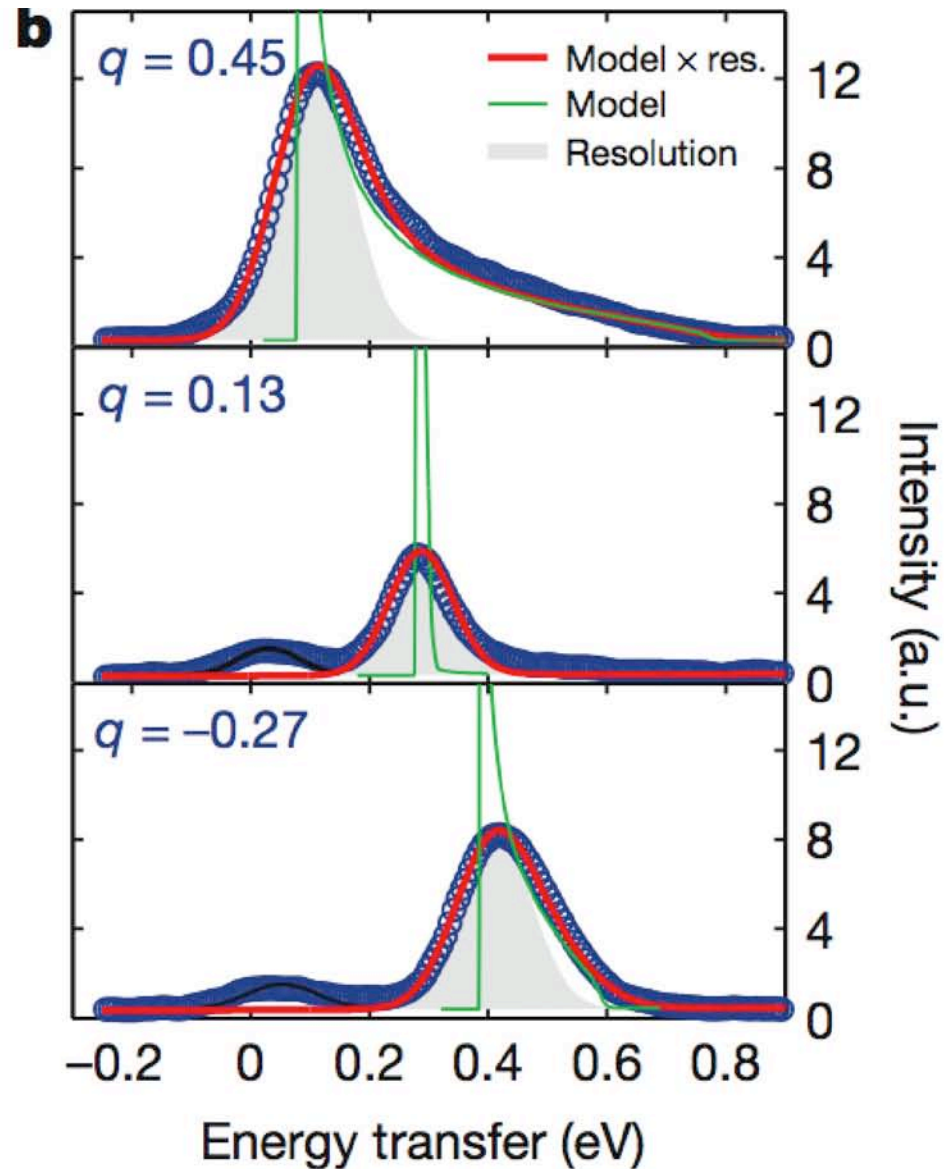 b
q = 0.45
Model × res.
Model
Resolution
12
8
4
0
q = 0.13
12
8
4
0
q = −0.27
12
8
4
0
−0.2 0 0.2 0.4 0.6 0.8
Energy transfer (eV)
Intensity (a.u.)